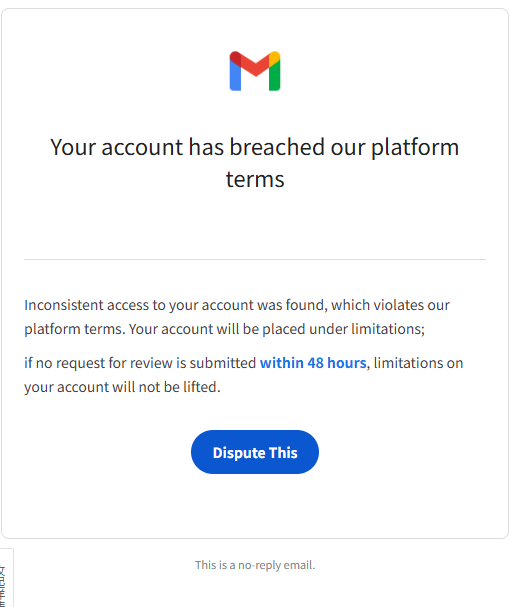 Your account has breached our platform
terms
Inconsistent access to your account was found, which violates our
platform terms. Your account will be placed under limitations;
if no request for review is submitted within 48 hours, limitations on
your account will not be lifted.
Dispute This
This is a no-reply email.